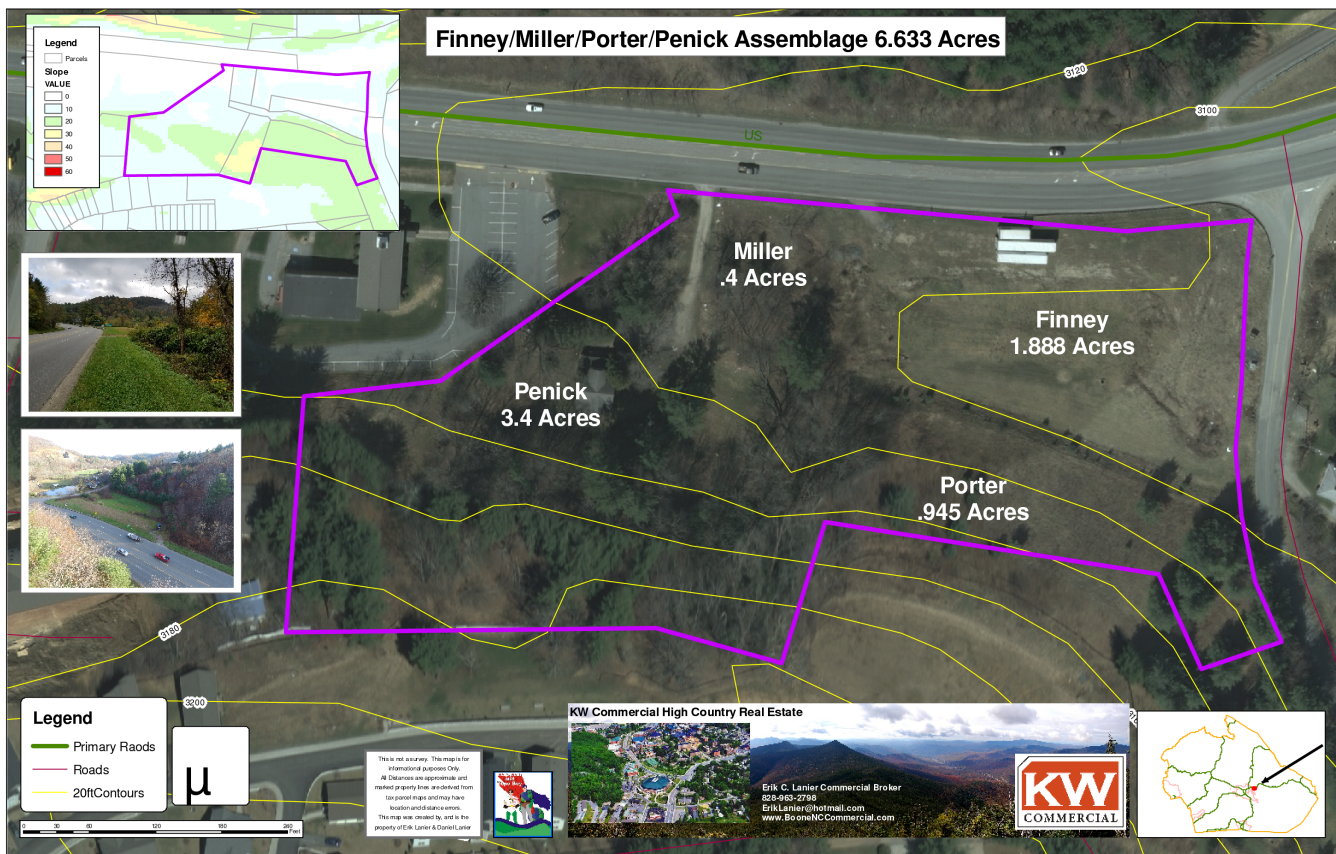 Finney/Miller/Porter/Penick Assemblage 6.633 Acres
Legend
Parcels
Slope
VALUE
0
10
20
30
40
50
60
3120
3100
US
Miller
.4 Acres
Finney
1.888 Acres
Penick
3.4 Acres
Porter
.945 Acres
3180
3200
Legend
Primary Raods
Roads
20ftContours
µ
0 30 60 120 180 240
Feet
This is not a survey. This map is for
informational purposes Only.
All Distances are approximate and
marked property lines are derived from
tax parcel maps and may have
location and distance errors.
This map was created by, and is the
property of Erik Lanier & Daniel Lanier
KW Commercial High Country Real Estate
Erik C. Lanier Commercial Broker
828-963-2798
ErikLanier@hotmail.com
www.BooneNCCommercial.com
KW
COMMERCIAL